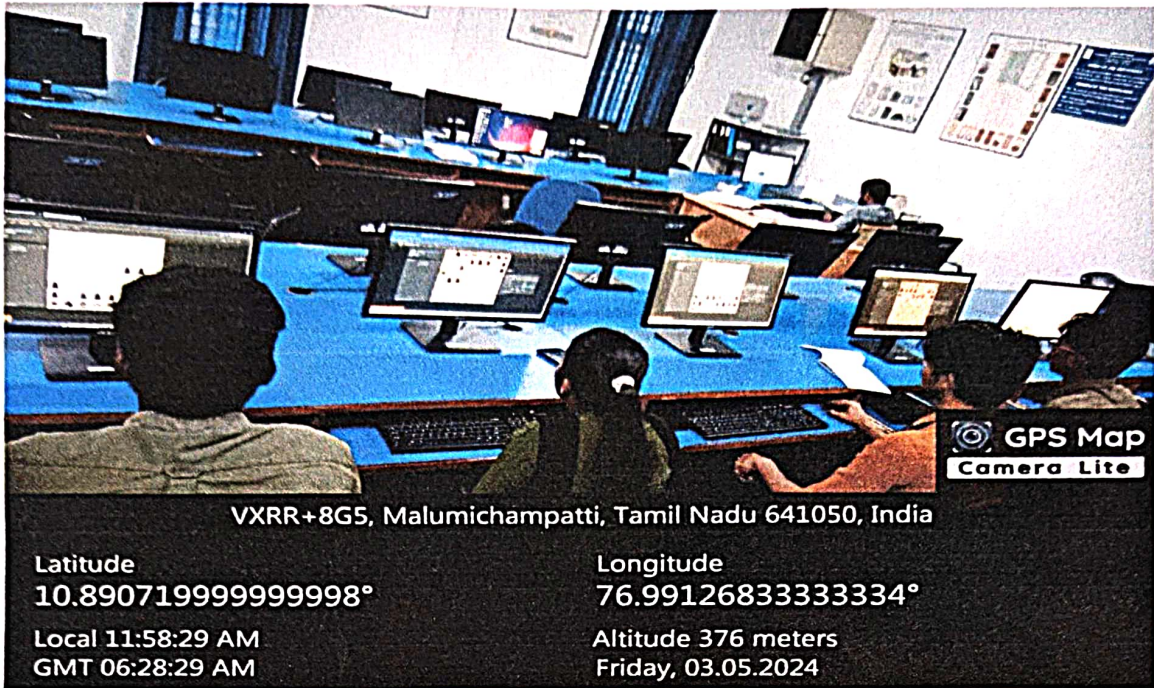 GPS Map
Camera Lite
VXRR+8G5, Malumichampatti, Tamil Nadu 641050, India
Latitude
10.890719999999998°
Longitude
76.99126833333334°
Local 11:58:29 AM
GMT 06:28:29 AM
Altitude 376 meters
Friday, 03.05.2024